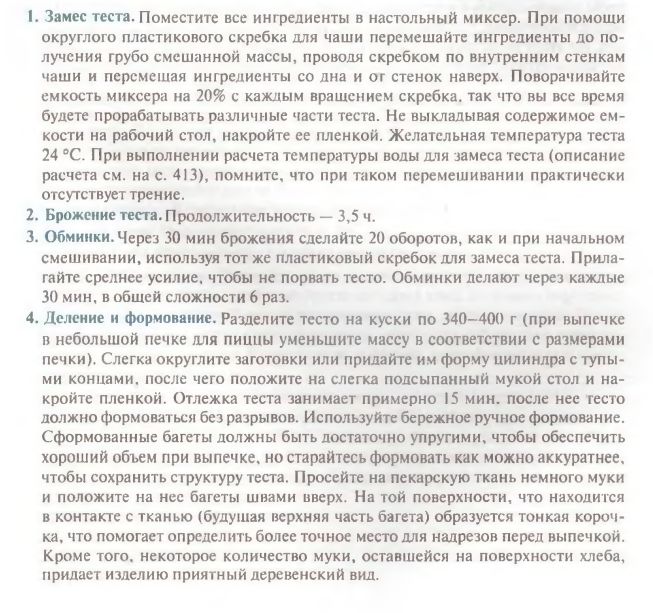 1. Замес теста. Поместите все ингредиенты в настольный миксер. При помощи
округлого пластикового скребка для чаши перемешайте ингредиенты до по-
лучения грубо смешанной массы, проводя скребком по внутренним стенкам
чаши и перемещая ингредиенты со дна и от стенок наверх. Поворачивайте
емкость миксера на 20% с каждым вращением скребка, так что вы все время
будете прорабатывать различные части теста. Не выкладывая содержимое ем-
кости на рабочий стол, накройте ее пленкой. Желательная температура теста
24 °С. При выполнении расчета температуры воды для замеса теста (описание
расчета см. на с. 413), помните, что при таком перемешивании практически
отсутствует трение.
2. Брожение теста. Продолжительность — 3,5 ч.
3. Обминки. Через 30 мин брожения сделайте 20 оборотов, как и при начальном
смешивании, используя тот же пластиковый скребок для замеса теста. Прила-
гайте среднее усилие, чтобы не порвать тесто. Обминки делают через каждые
30 мин, в общей сложности 6 раз.
4. Деление и формование. Разделите тесто на куски по 340–400 г (при выпечке
в небольшой печке для пиццы уменьшите массу в соответствии с размерами
печки). Слегка округлите заготовки или придайте им форму цилиндра с тупы-
ми концами, после чего положите на слегка подсыпанный мукой стол и на-
кройте пленкой. Отлежка теста занимает примерно 15 мин, после нее тесто
должно формоваться без разрывов. Используйте бережное ручное формование.
Сформованные багеты должны быть достаточно упругими, чтобы обеспечить
хороший объем при выпечке, но старайтесь формовать как можно аккуратнее,
чтобы сохранить структуру теста. Просейте на пекарскую ткань немного муки
и положите на нее багеты швами вверх. На той поверхности, что находится
в контакте с тканью (будущая верхняя часть багета) образуется тонкая короч-
ка, что помогает определить более точное место для надрезов перед выпечкой.
Кроме того, некоторое количество муки, оставшейся на поверхности хлеба,
придает изделию приятный деревенский вид.